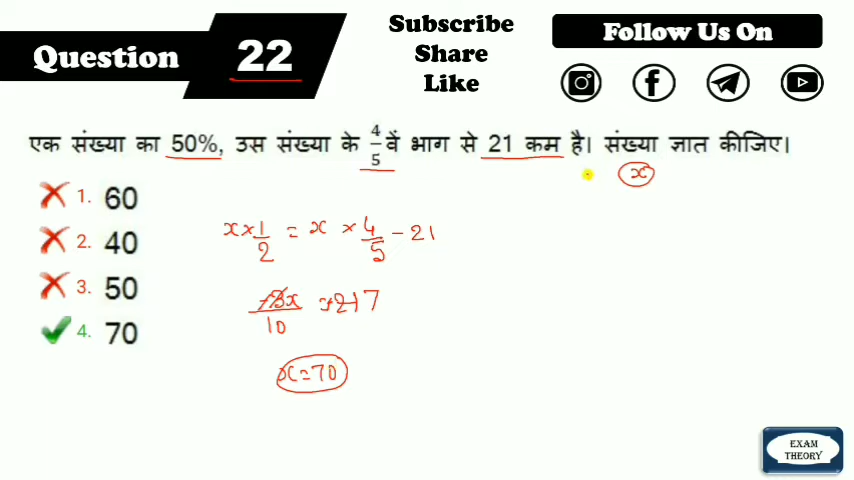 Question 22
Subscribe
Share
Like
Follow Us On
एक संख्या का 50%, उस संख्या के 4/5 वें भाग से 21 कम है। संख्या ज्ञात कीजिए।
x
1. 60
2. 40
3. 50
4. 70
x × 1/2 = x × 4/5 - 21
x = 70
EXAM
THEORY